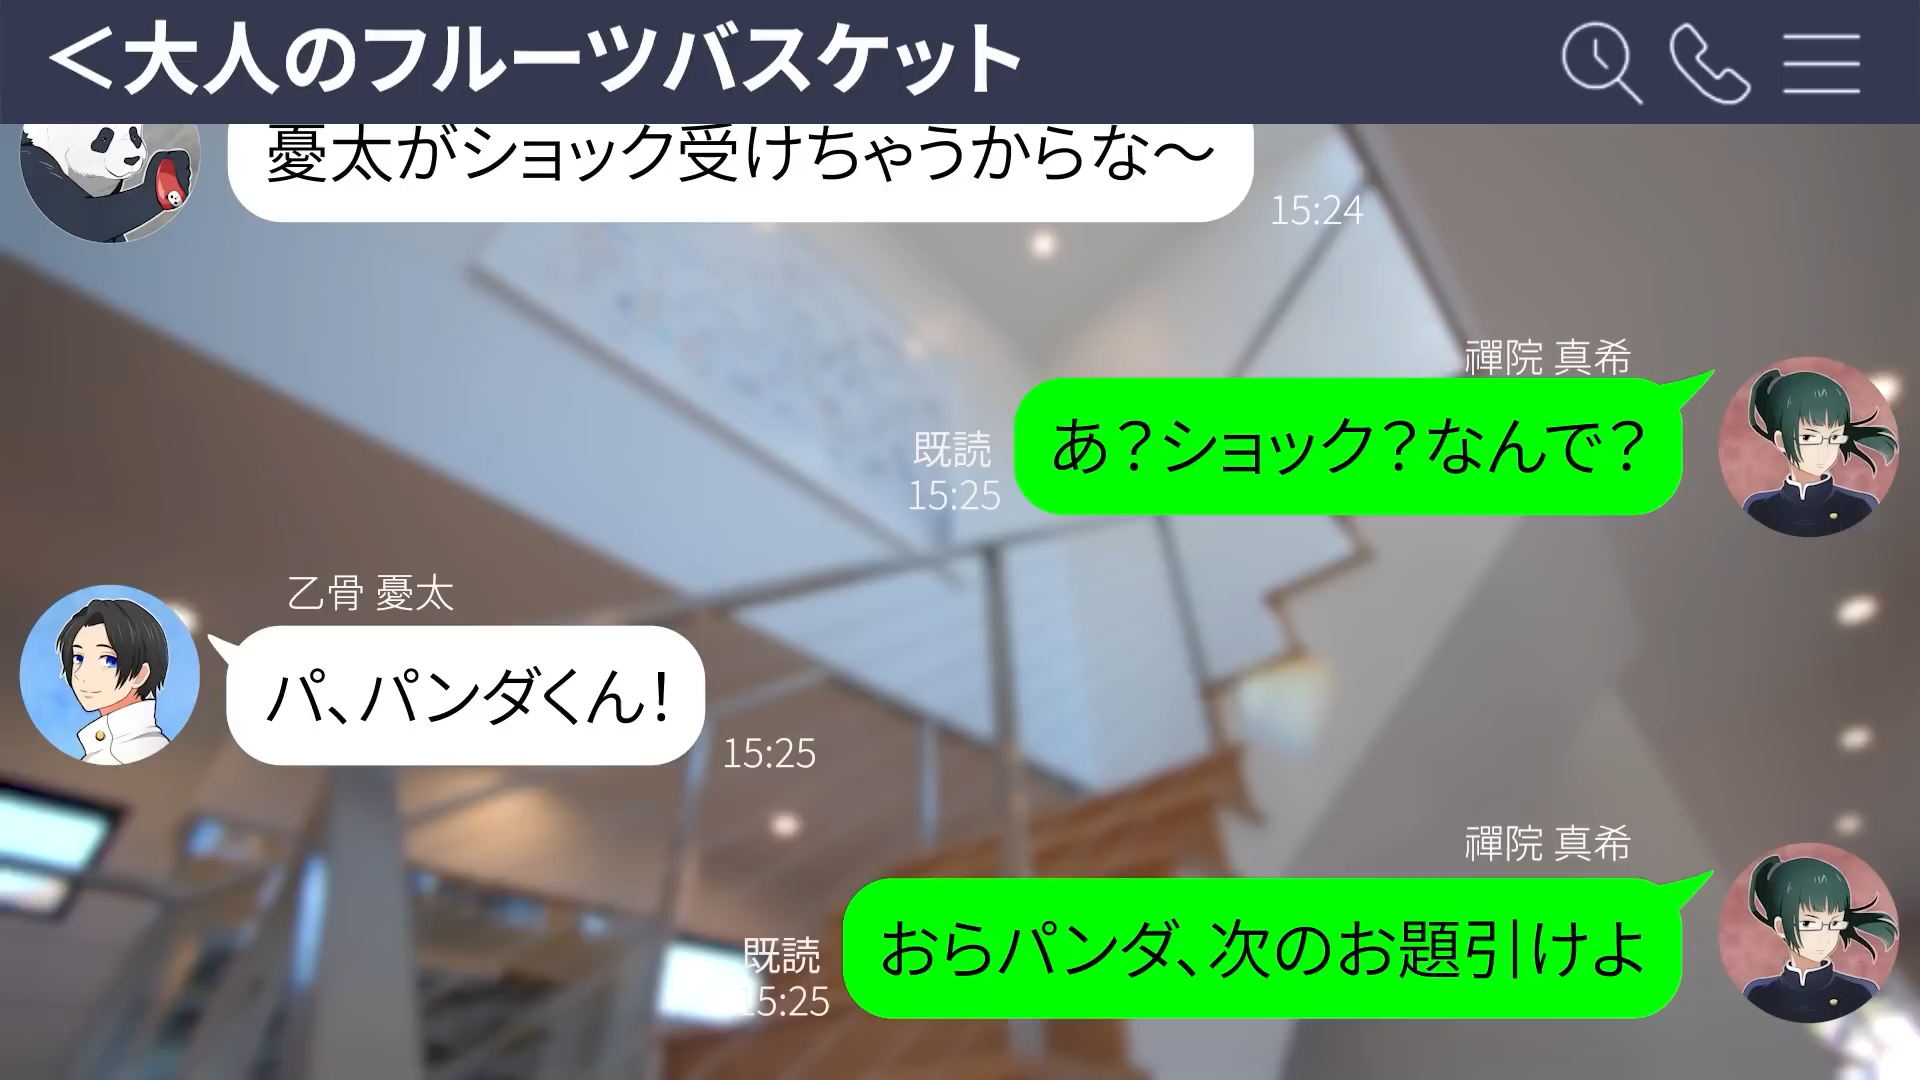 ＜大人のフルーツバスケット
憂太がショック受けちゃうからな～
15:24
禪院 真希
あ？ショック？なんで？
既読
15:25
乙骨 憂太
パ、パンダくん！
15:25
禪院 真希
おらパンダ、次のお題引けよ
既読
15:25